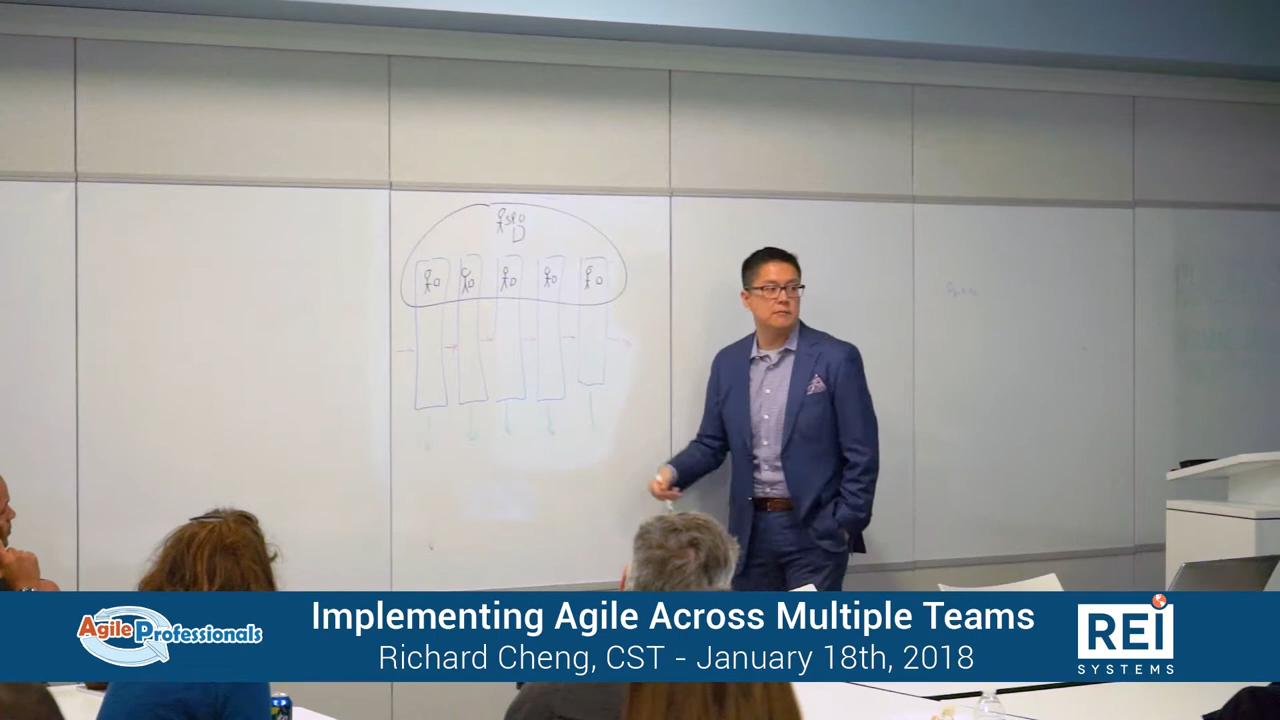 Agile Professionals
Implementing Agile Across Multiple Teams
Richard Cheng, CST - January 18th, 2018
REI
SYSTEMS